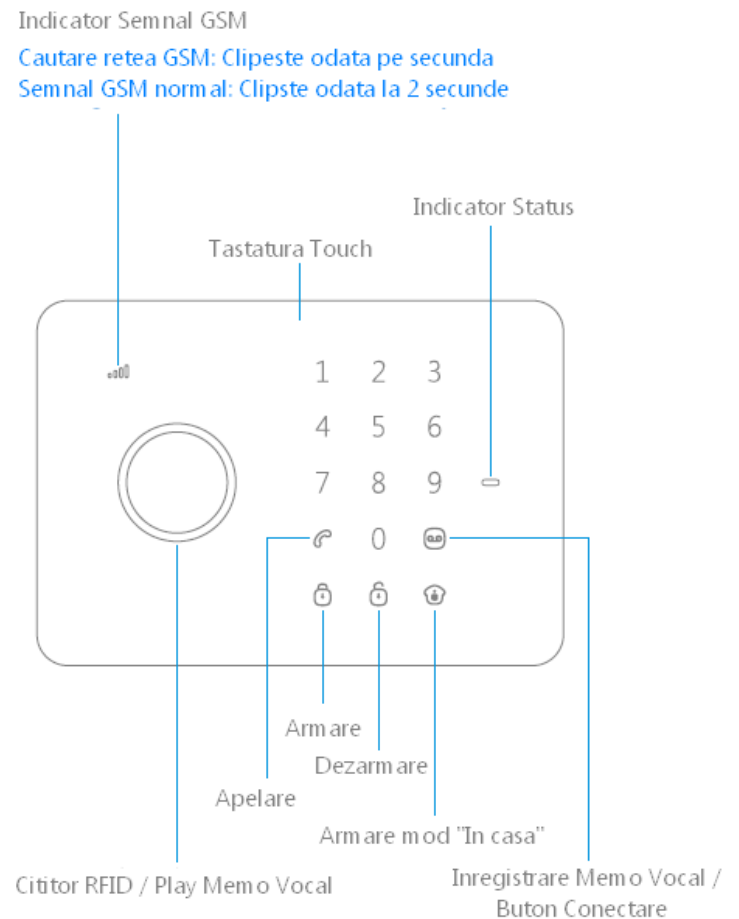 Indicator Semnal GSM
Cautare retea GSM: Clipeste odata pe secunda
Semnal GSM normal: Clipste odata la 2 secunde
Indicator Status
Tastatura Touch
1 2 3
4 5 6
7 8 9
0
Armare
Dezarmare
Apelare
Armare mod "In casa"
Cititor RFID / Play Memo Vocal
Inregistrare Memo Vocal /
Buton Conectare